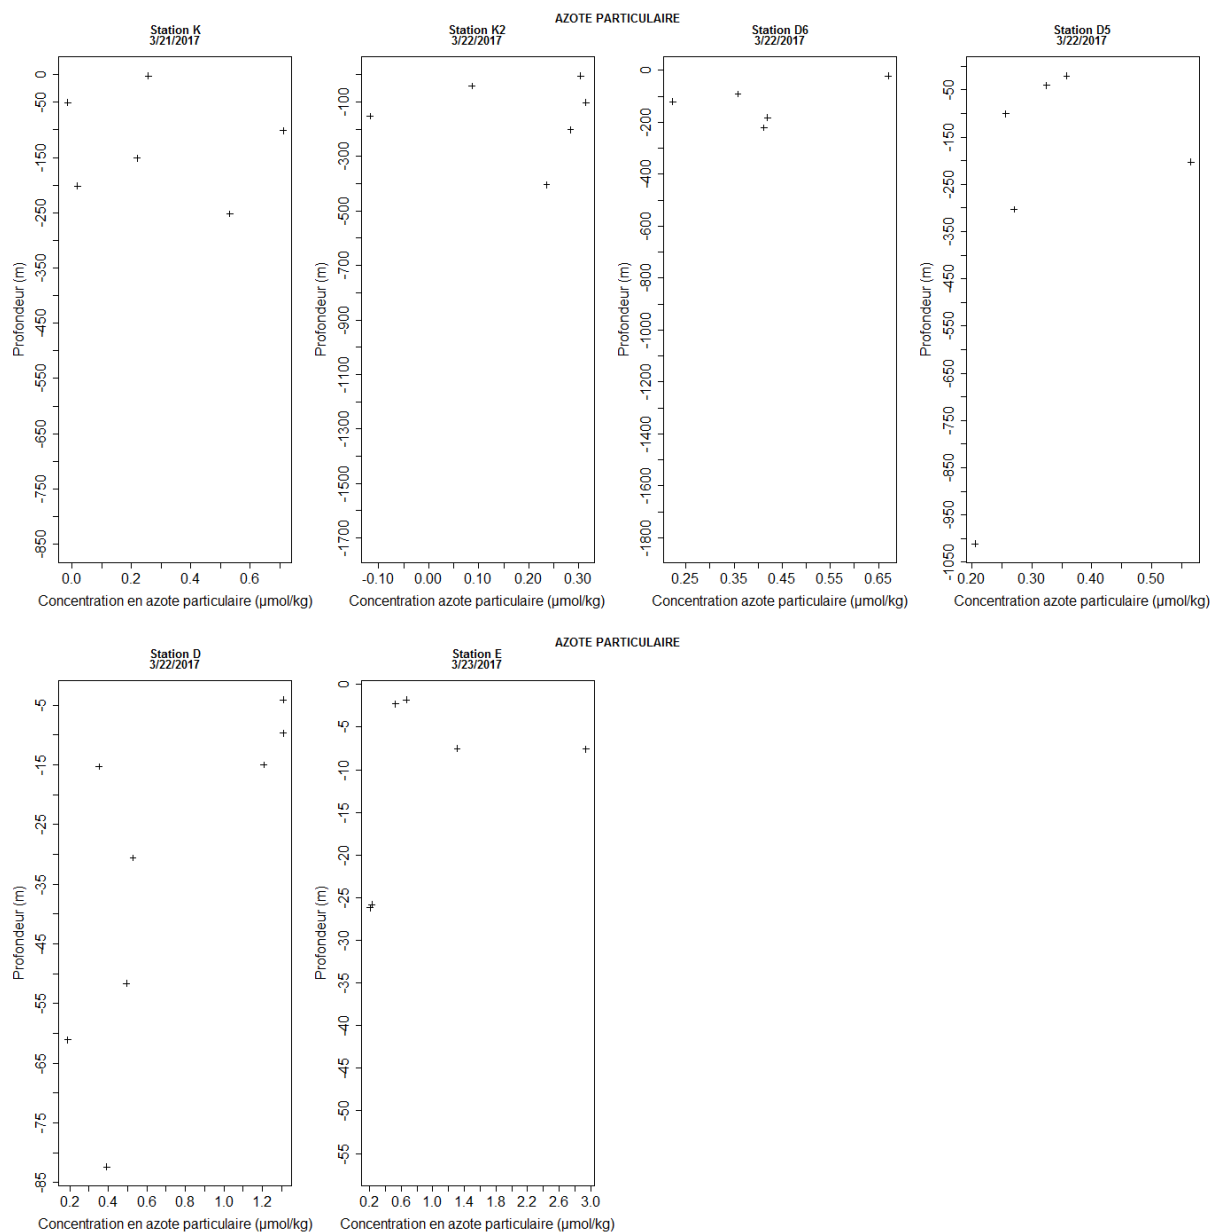 AZOTE PARTICULAIRE
Station K
3/21/2017
0
-50
-150
-250
-350
-450
-550
-650
-750
-850
Profondeur (m)
0.0 0.2 0.4 0.6
Concentration en azote particulaire (µmol/kg)
Station K2
3/22/2017
-100
-300
-500
-700
-900
-1100
-1300
-1500
-1700
Profondeur (m)
-0.10 0.00 0.10 0.20 0.30
Concentration azote particulaire (µmol/kg)
Station D6
3/22/2017
0
-200
-400
-600
-800
-1000
-1200
-1400
-1600
-1800
Profondeur (m)
0.25 0.35 0.45 0.55 0.65
Concentration azote particulaire (µmol/kg)
Station D5
3/22/2017
-50
-150
-250
-350
-450
-550
-650
-750
-850
-950
-1050
Profondeur (m)
0.20 0.30 0.40 0.50
Concentration azote particulaire (µmol/kg)
AZOTE PARTICULAIRE
Station D
3/22/2017
-5
-15
-25
-35
-45
-55
-65
-75
-85
Profondeur (m)
0.2 0.4 0.6 0.8 1.0 1.2
Concentration en azote particulaire (µmol/kg)
Station E
3/23/2017
0
-5
-10
-15
-20
-25
-30
-35
-40
-45
-50
-55
Profondeur (m)
0.2 0.6 1.0 1.4 1.8 2.2 2.6 3.0
Concentration en azote particulaire (µmol/kg)